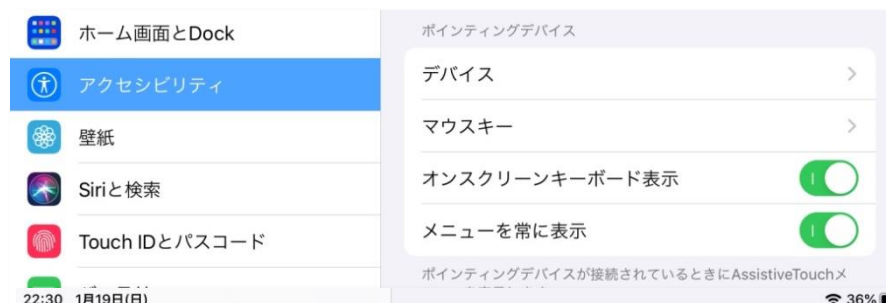 ホーム画面とDock
アクセシビリティ
壁紙
Siriと検索
Touch IDとパスコード
ポインティングデバイス
デバイス
マウスキー
オンスクリーンキーボード表示
メニューを常に表示
ポインティングデバイスが接続されているときにAssistiveTouchメ
22:30 1月19日(日)
36%